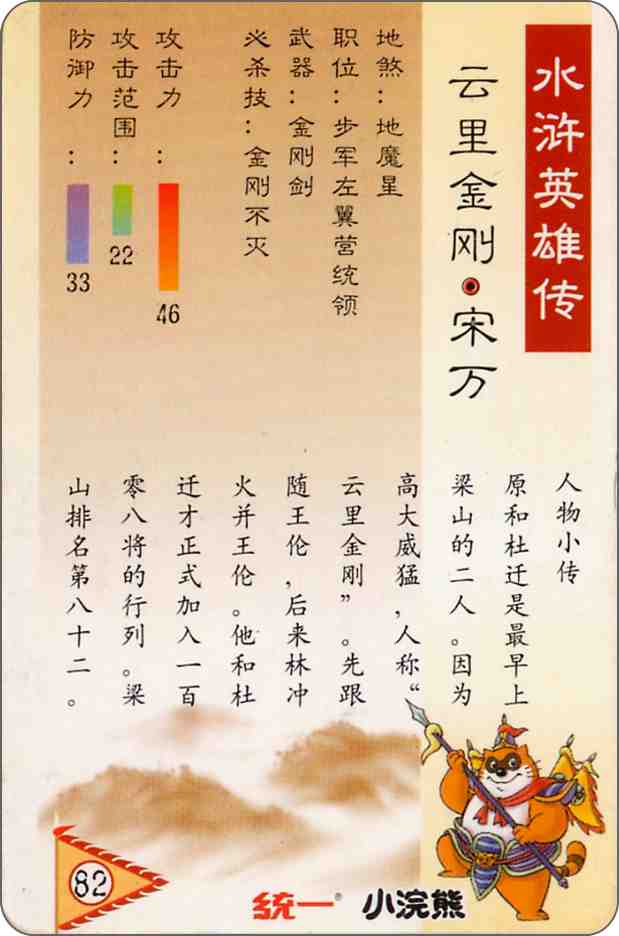 水浒英雄传
云里金刚·宋万
地煞：地魔星
职位：步军左翼营统领
武器：金刚剑
必杀技：金刚不灭
攻击力：
46
攻击范围：
22
防御力：
33
人物小传
原和杜迁是最早上
梁山的二人。因为
高大威猛，人称“
云里金刚”。先跟
随王伦，后来林冲
火并王伦。他和杜
迁才正式加入一百
零八将的行列。梁
山排名第八十二。
82
统一® 小浣熊